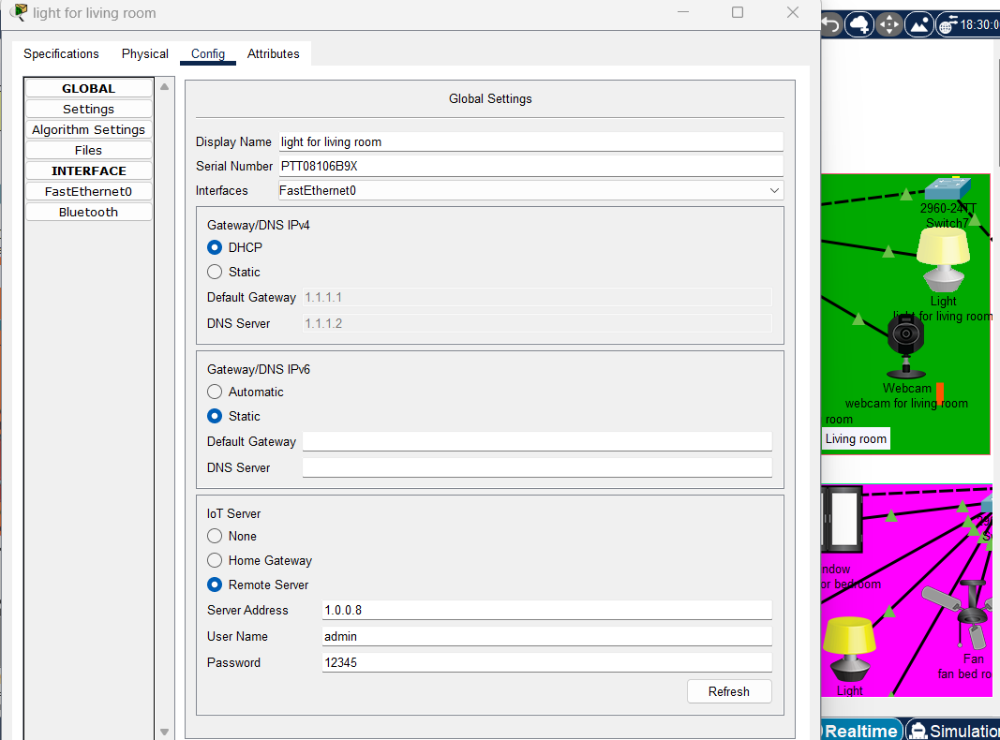 light for living room
18:30:0
Specifications
Physical
Config
Attributes
GLOBAL
Settings
Algorithm Settings
Files
INTERFACE
FastEthernet0
Bluetooth
Global Settings
Display Name light for living room
Serial Number PTT08106B9X
Interfaces FastEthernet0
Gateway/DNS IPv4
DHCP
Static
Default Gateway 1.1.1.1
DNS Server 1.1.1.2
Gateway/DNS IPv6
Automatic
Static
Default Gateway
DNS Server
IoT Server
None
Home Gateway
Remote Server
Server Address 1.0.0.8
User Name admin
Password 12345
Refresh
2960-24TT
Switch7
Light
light for living room
Webcam
webcam for living room
room
Living room
ndow
or bedroom
Fan
fan bed ro
Light
Realtime
Simulation